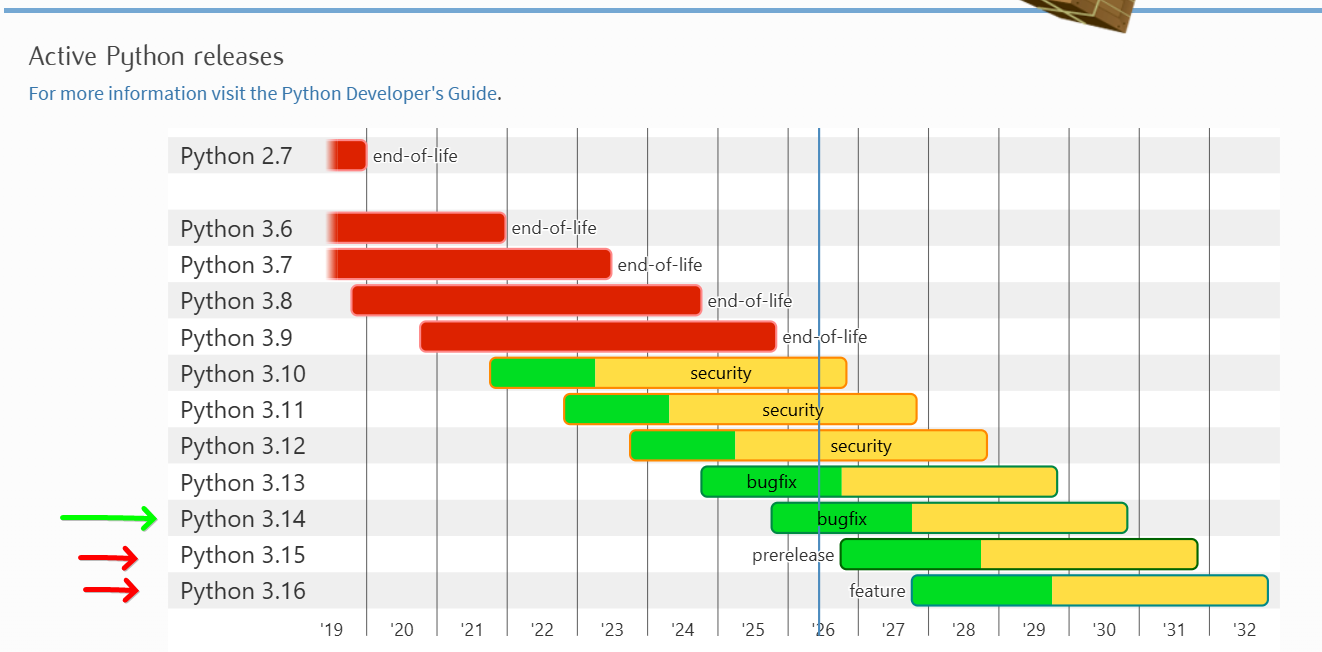 Active Python releases
For more information visit the Python Developer's Guide.
Python 2.7 end-of-life
Python 3.6 end-of-life
Python 3.7 end-of-life
Python 3.8 end-of-life
Python 3.9 end-of-life
Python 3.10 security
Python 3.11 security
Python 3.12 security
Python 3.13 bugfix
Python 3.14 bugfix
Python 3.15 prerelease
Python 3.16 feature
'19 '20 '21 '22 '23 '24 '25 '26 '27 '28 '29 '30 '31 '32